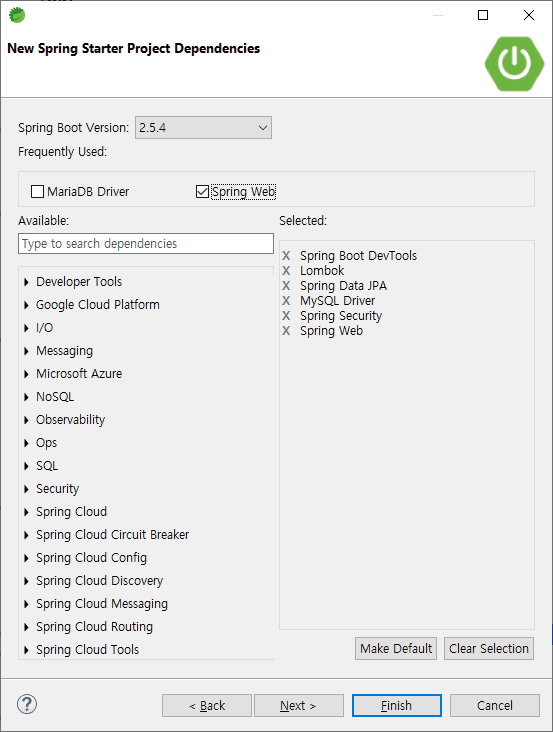 New Spring Starter Project Dependencies
Spring Boot Version: 2.5.4
Frequently Used:
MariaDB Driver Spring Web
Available: Selected:
Type to search dependencies
Spring Boot DevTools
Lombok
Spring Data JPA
MySQL Driver
Spring Security
Spring Web
Developer Tools
Google Cloud Platform
I/O
Messaging
Microsoft Azure
NoSQL
Observability
Ops
SQL
Security
Spring Cloud
Spring Cloud Circuit Breaker
Spring Cloud Config
Spring Cloud Discovery
Spring Cloud Messaging
Spring Cloud Routing
Spring Cloud Tools
Make Default Clear Selection
? < Back Next > Finish Cancel